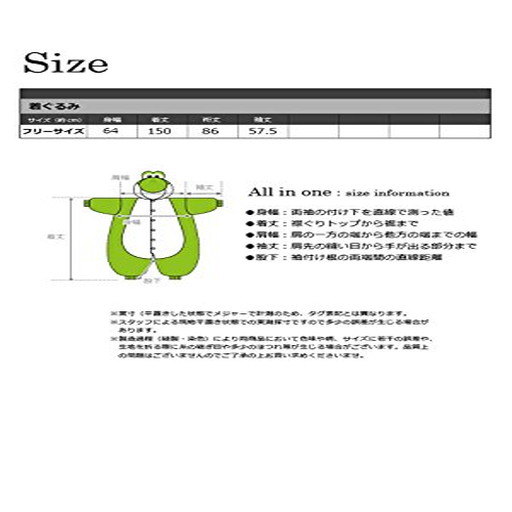 Size
着ぐるみ
サイズ (約cm) 身幅 着丈 裄丈 袖丈
フリーサイズ 64 150 86 57.5
肩幅
袖丈
身幅
着丈
股下
All in one : size information
●身幅:両袖の付け下を直線で測った値
●着丈:襟ぐりトップから裾まで
●肩幅:肩の一方の端から他方の端までの幅
●袖丈:肩先の縫い目から手が出る部分まで
●股下:袖付け根の両端間の直線距離
※実寸(平置きした状態でメジャーで計測のため、タグ表記とは異なります。
※スタッフによる現物平置き状態での実測採寸ですので多少の誤差が生じる場合が
あります。
※製造過程(縫製・染色)により同商品において色味や柄、サイズに若干の誤差や、
生地を折る際に糸の継ぎ目や多少のほつれ等が生じる場合がございます。品質上
の問題はございませんのでご了承の上お買い求めくださいませ。